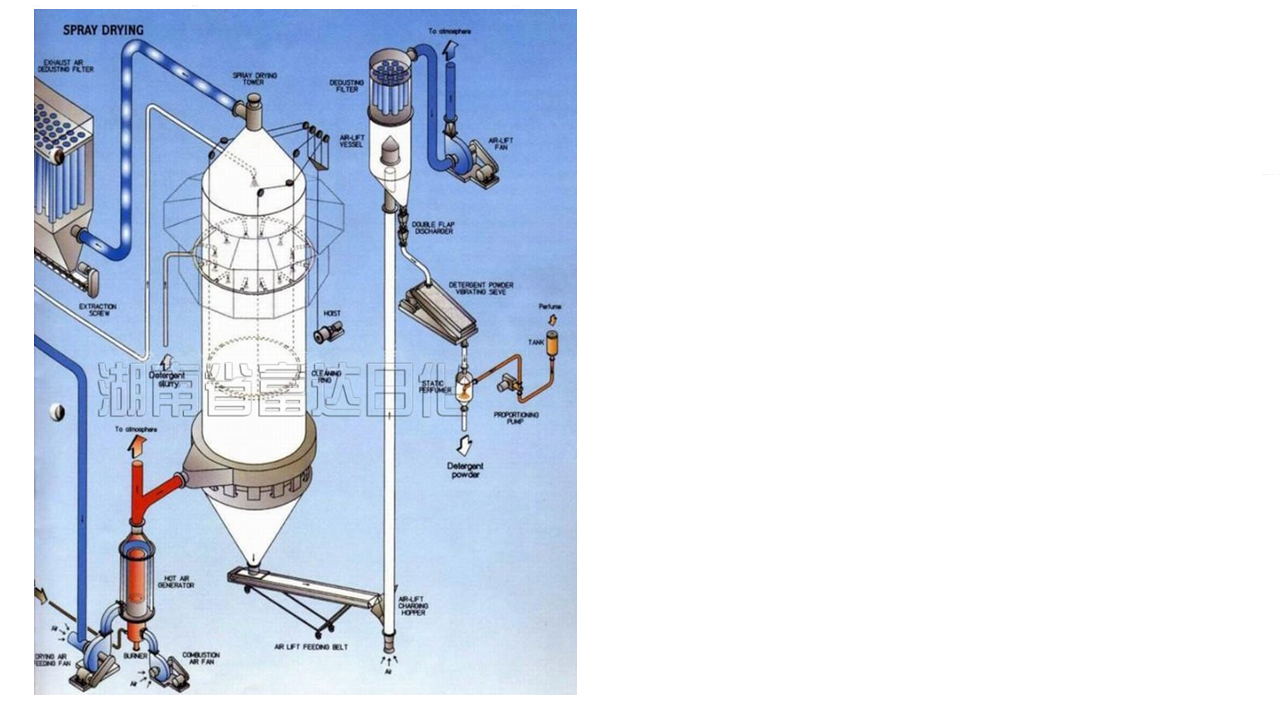 SPRAY DRYING
To atmosphere
EXHAUST AIR
DEDUSTING FILTER
SPRAY DRYING
TOWER
DEDUSTING
FILTER
AIR-LIFT
VESSEL
AIR-LIFT
FAN
DOUBLE FLAP
DISCHARGER
DETERGENT POWDER
VIBRATING SIEVE
EXTRACTION
SCREW
HOIST
Perfume
TANK
Detergent
slurry
CLEANING
RING
STATIC
PERFUMER
湖南省富达日化
PROPORTIONING
PUMP
To atmosphere
Detergent
powder
HOT AIR
GENERATOR
AIR-LIFT
CHARGING
HOPPER
Air
AIR LIFT FEEDING BELT
DRYING AIR
FEEDING FAN
BURNER
COMBUSTION
AIR FAN
Air
Air